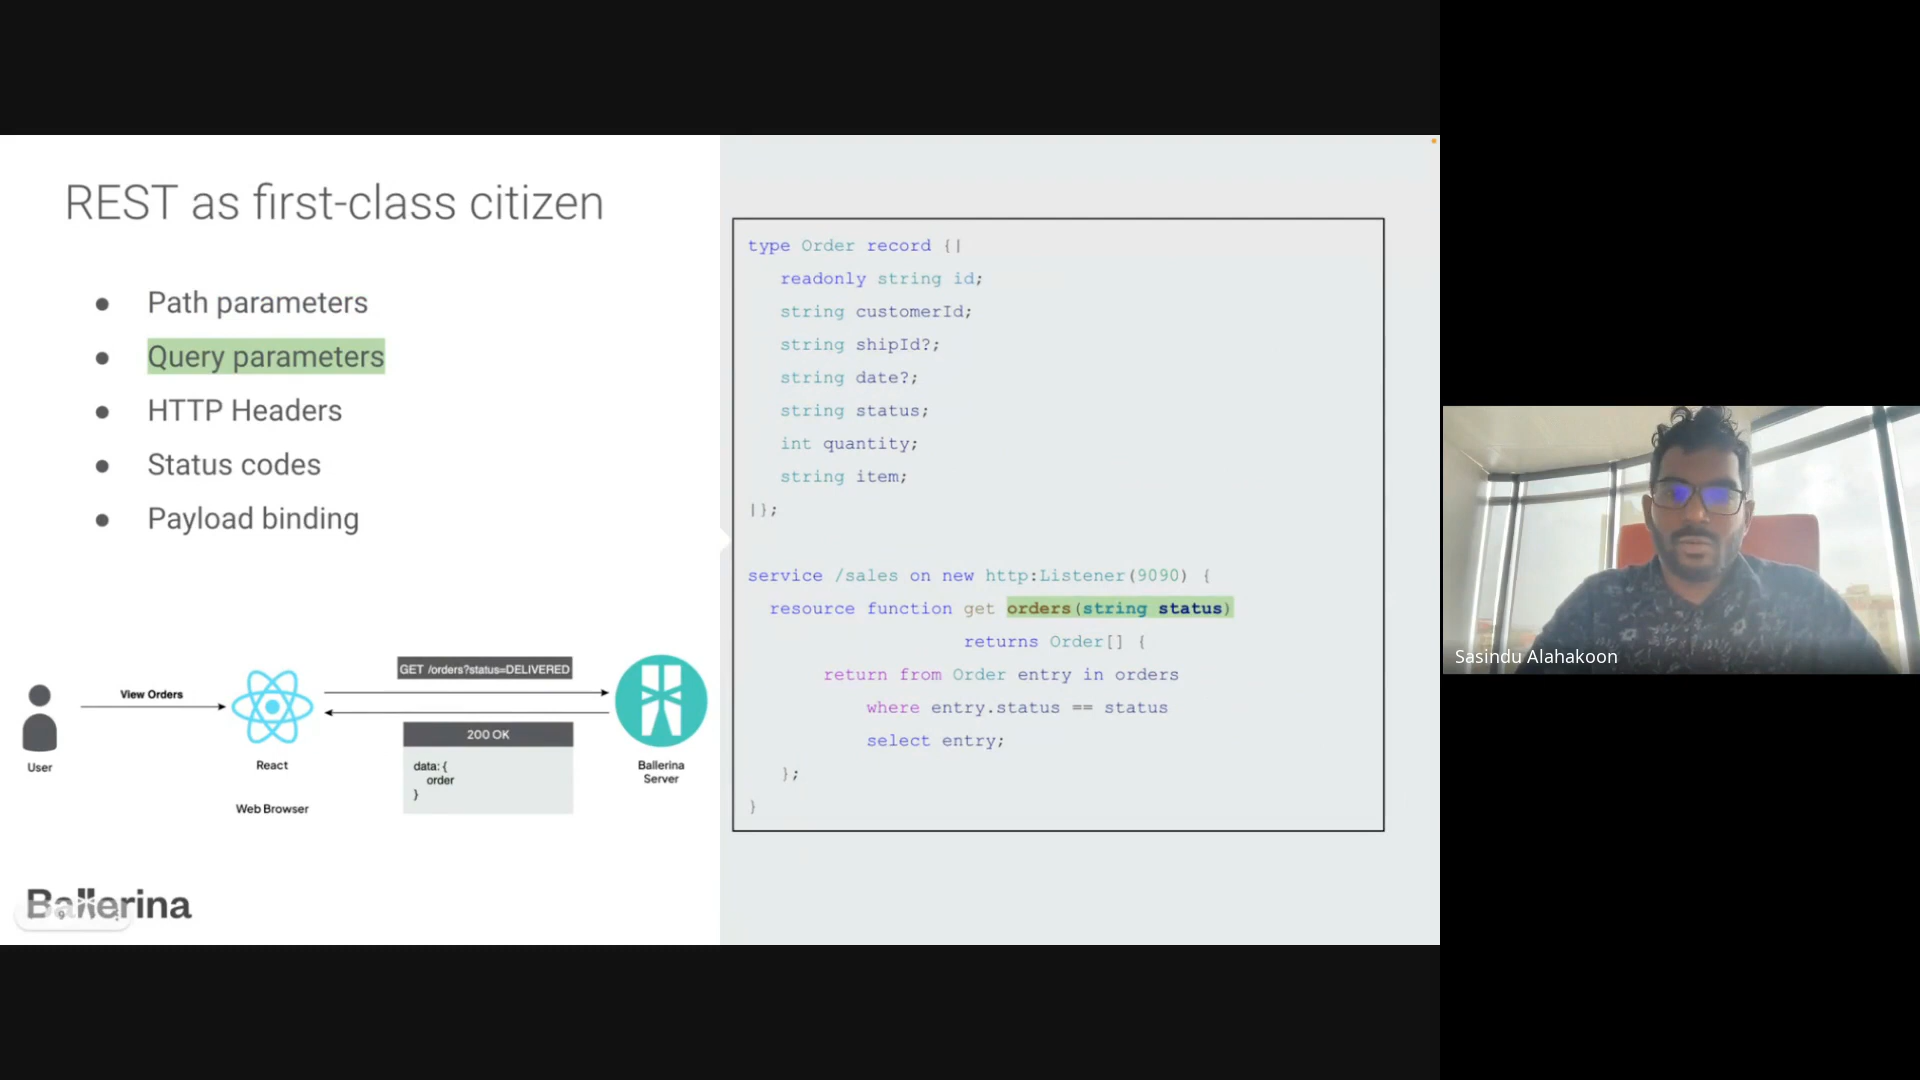 REST as first-class citizen
● Path parameters
● Query parameters
● HTTP Headers
● Status codes
● Payload binding
View Orders
GET /orders?status=DELIVERED
200 OK
data: {
order
}
User
React
Web Browser
Ballerina
Server
Ballerina
9
type Order record {|
readonly string id;
string customerId;
string shipId?;
string date?;
string status;
int quantity;
string item;
|};
service /sales on new http:Listener(9090) {
resource function get orders(string status)
returns Order[] {
return from Order entry in orders
where entry.status == status
select entry;
};
}
Sasindu Alahakoon